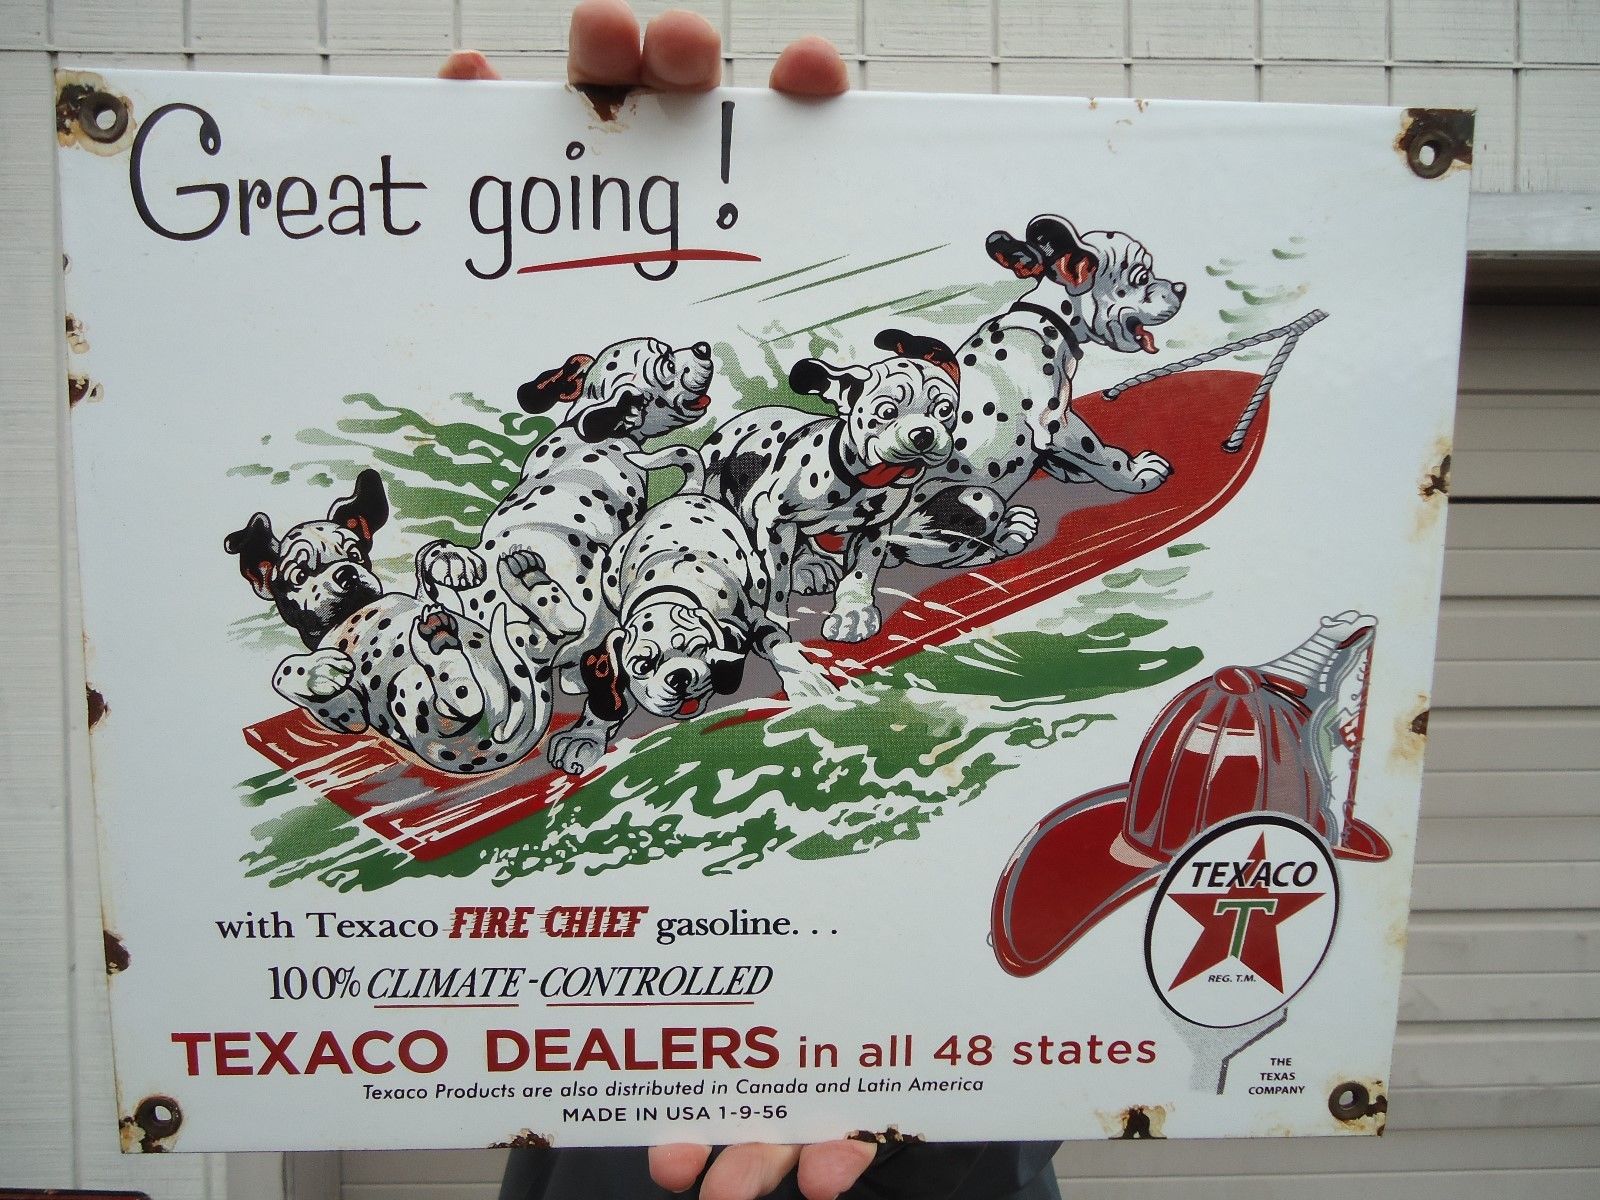 Great going!
with Texaco FIRE CHIEF gasoline...
100% CLIMATE-CONTROLLED
TEXACO DEALERS in all 48 states
Texaco Products are also distributed in Canada and Latin America
MADE IN USA 1-9-56
TEXACO
T
REG. T.M.
THE
TEXAS
COMPANY